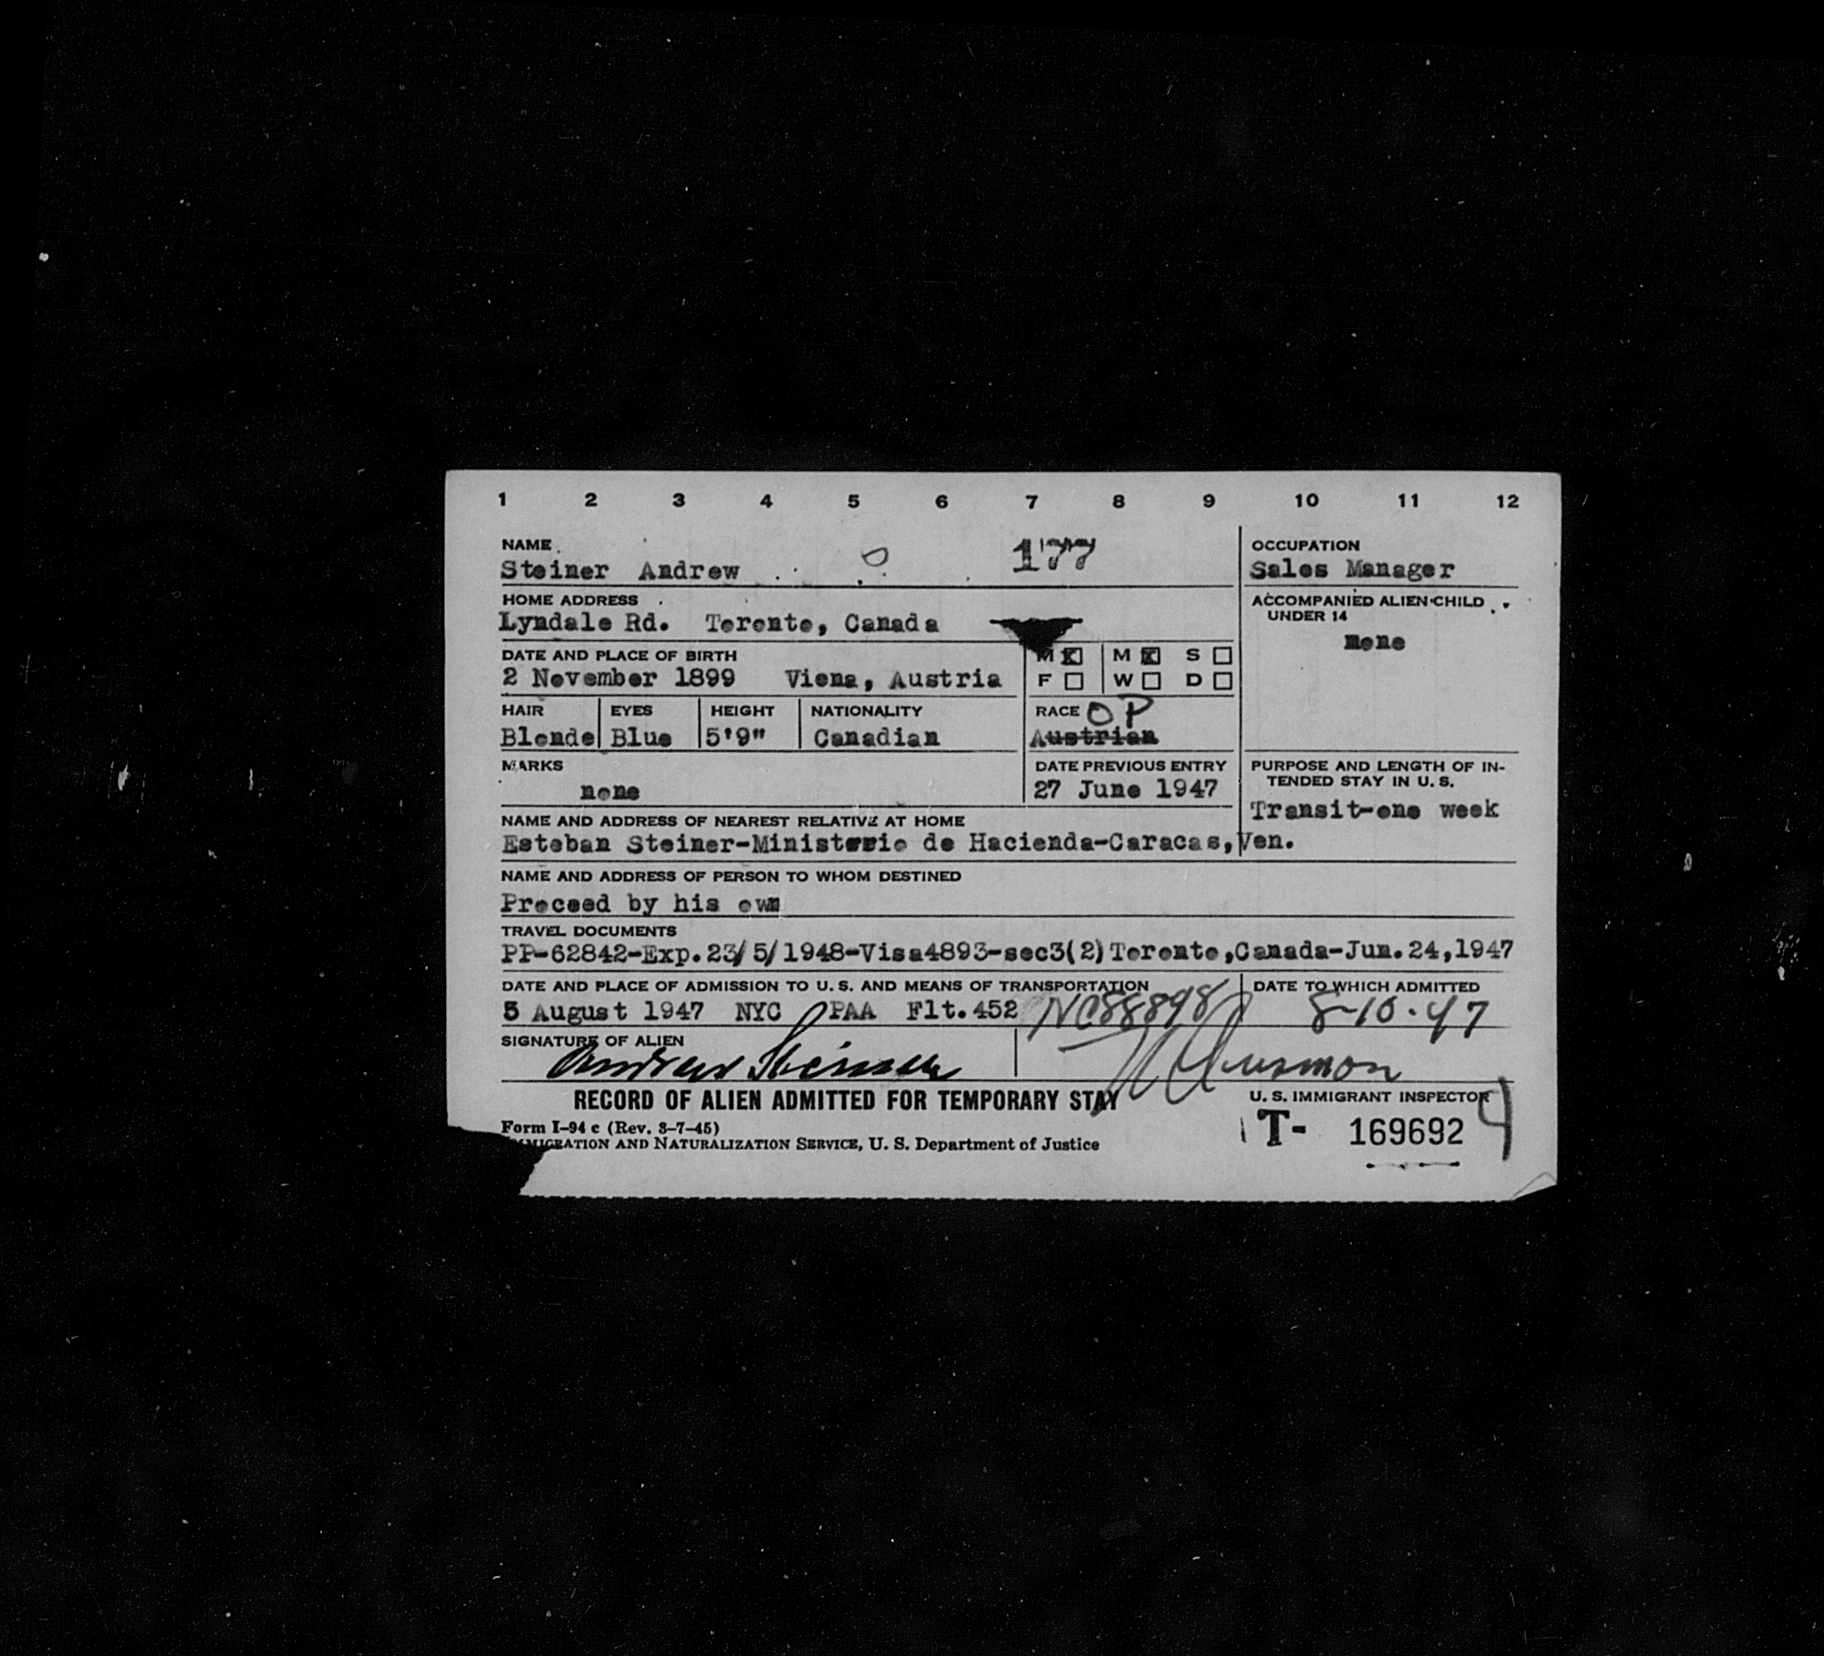 1 2 3 4 5 6 7 8 9 10 11 12
NAME
Steiner Andrew
177
OCCUPATION
Sales Manager
HOME ADDRESS
Lyndale Rd. Toronto, Canada
ACCOMPANIED ALIEN CHILD
UNDER 14
none
DATE AND PLACE OF BIRTH
2 November 1899 Viena, Austria
M X M X S
F W D
HAIR
Blonde
EYES
Blue
HEIGHT
5'9"
NATIONALITY
Canadian
RACE OP
Austrian
MARKS
none
DATE PREVIOUS ENTRY
27 June 1947
PURPOSE AND LENGTH OF IN-
TENDED STAY IN U. S.
Transit-one week
NAME AND ADDRESS OF NEAREST RELATIVE AT HOME
Esteban Steiner-Ministerio de Hacienda-Caracas,Ven.
NAME AND ADDRESS OF PERSON TO WHOM DESTINED
Proceed by his own
TRAVEL DOCUMENTS
PP-62842-Exp.23/5/1948-Visa4893-sec3(2)Toronto,Canada-Jun.24,1947
DATE AND PLACE OF ADMISSION TO U. S. AND MEANS OF TRANSPORTATION
5 August 1947 NYC PAA Flt.452 NC88898
DATE TO WHICH ADMITTED
8-10-47
SIGNATURE OF ALIEN
Andrew Steiner
RECORD OF ALIEN ADMITTED FOR TEMPORARY STAY
U. S. IMMIGRANT INSPECTOR
Form I-94 c (Rev. 3-7-45)
IMMIGRATION AND NATURALIZATION SERVICE, U. S. Department of Justice
T- 169692
4